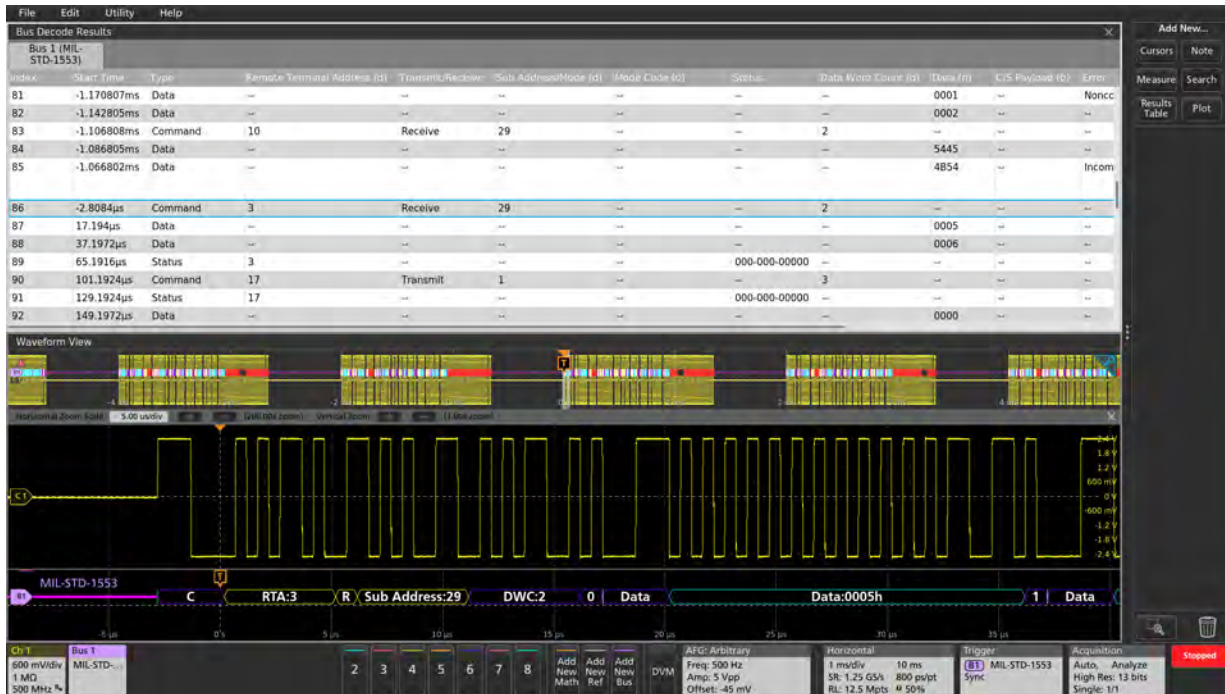 File Edit Utility Help
Bus Decode Results
Bus 1 (MIL-
STD-1553)
Index Start Time Type Remote Terminal Address (d) Transmit/Receive Sub Address/Mode (d) Mode Code (d) Status Data Word Count (d) Data (h) C/S Payload (b) Error
81 -1.170807ms Data -- -- -- -- -- -- 0001 -- Noncc
82 -1.142805ms Data -- -- -- -- -- -- 0002 -- --
83 -1.106808ms Command 10 Receive 29 -- -- 2 -- -- --
84 -1.086805ms Data -- -- -- -- -- -- 5445 -- --
85 -1.066802ms Data -- -- -- -- -- -- 4B54 -- Incom
86 -2.8084µs Command 3 Receive 29 -- -- 2 -- -- --
87 17.194µs Data -- -- -- -- -- -- 0005 -- --
88 37.1972µs Data -- -- -- -- -- -- 0006 -- --
89 65.1916µs Status 3 -- -- -- 000-000-00000 -- -- -- --
90 101.1924µs Command 17 Transmit 1 -- -- 3 -- -- --
91 129.1924µs Status 17 -- -- -- 000-000-00000 -- -- -- --
92 149.1972µs Data -- -- -- -- -- -- 0000 -- --
Waveform View
Horizontal Zoom Scale 5.00 us/div (200.00x zoom) Vertical Zoom (1.00x zoom)
2.4 V
1.8 V
1.2 V
600 mV
C1
0 V
-600 mV
-1.2 V
-1.8 V
-2.4 V
MIL-STD-1553
T
B1 C RTA:3 R Sub Address:29 DWC:2 0 Data Data:0005h 1 Data
-5 µs 0 s 5 µs 10 µs 15 µs 20 µs 25 µs 30 µs 35 µs
Add New...
Cursors Note
Measure Search
Results
Table
Plot
Ch 1
600 mV/div
1 MΩ
500 MHz
Bus 1
MIL-STD-...
2 3 4 5 6 7 8
Add
New
Math
Add
New
Ref
Add
New
Bus
DVM
AFG: Arbitrary
Freq: 500 Hz
Amp: 5 Vpp
Offset: -45 mV
Horizontal
1 ms/div 10 ms
SR: 1.25 GS/s 800 ps/pt
RL: 12.5 Mpts 50%
Trigger
B1 MIL-STD-1553
Sync
Acquisition
Auto, Analyze
High Res: 13 bits
Single: 1/1
Stopped